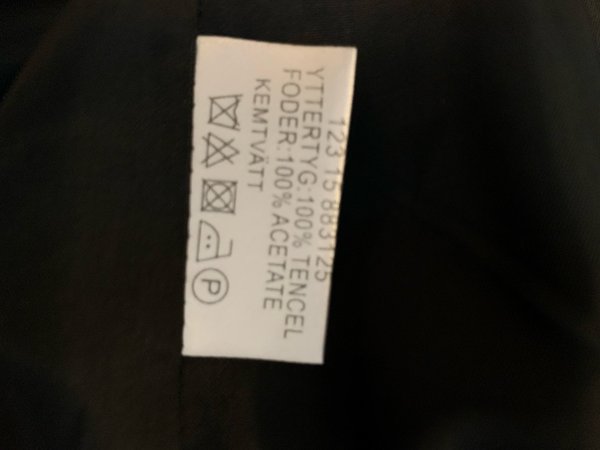 123 15 883125
YTTERTYG:100% TENCEL
FODER:100% ACETATE
KEMTVÄTT
P